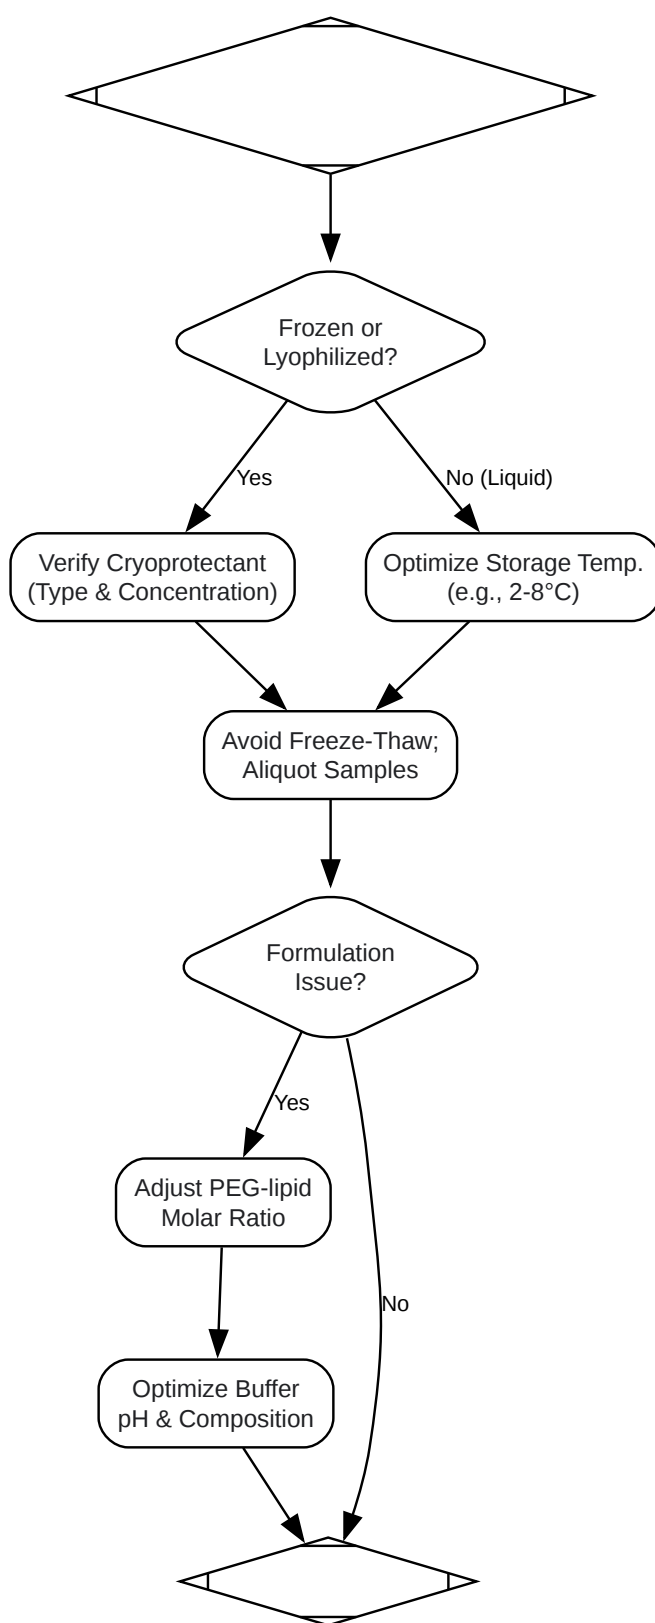 Frozen or
Lyophilized?
Yes
No (Liquid)
Verify Cryoprotectant
(Type & Concentration)
Optimize Storage Temp.
(e.g., 2-8°C)
Avoid Freeze-Thaw;
Aliquot Samples
Formulation
Issue?
Yes
Adjust PEG-lipid
Molar Ratio
No
Optimize Buffer
pH & Composition